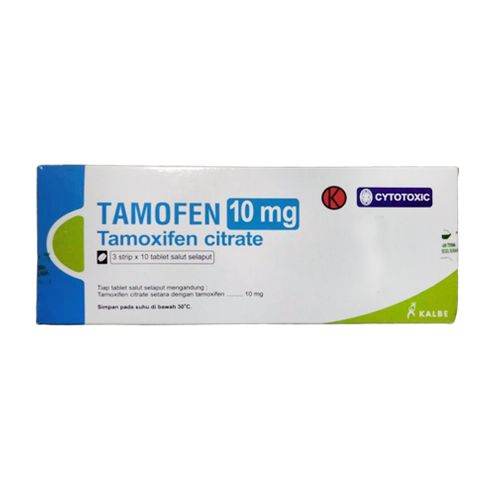 TAMOFEN 10 mg
Tamoxifen citrate
3 strip x 10 tablet salut selaput
Tiap tablet salut selaput mengandung :
Tamoxifen citrate setara dengan tamoxifen ......... 10 mg
Simpan pada suhu di bawah 30°C.
K
CYTOTOXIC
KALBE